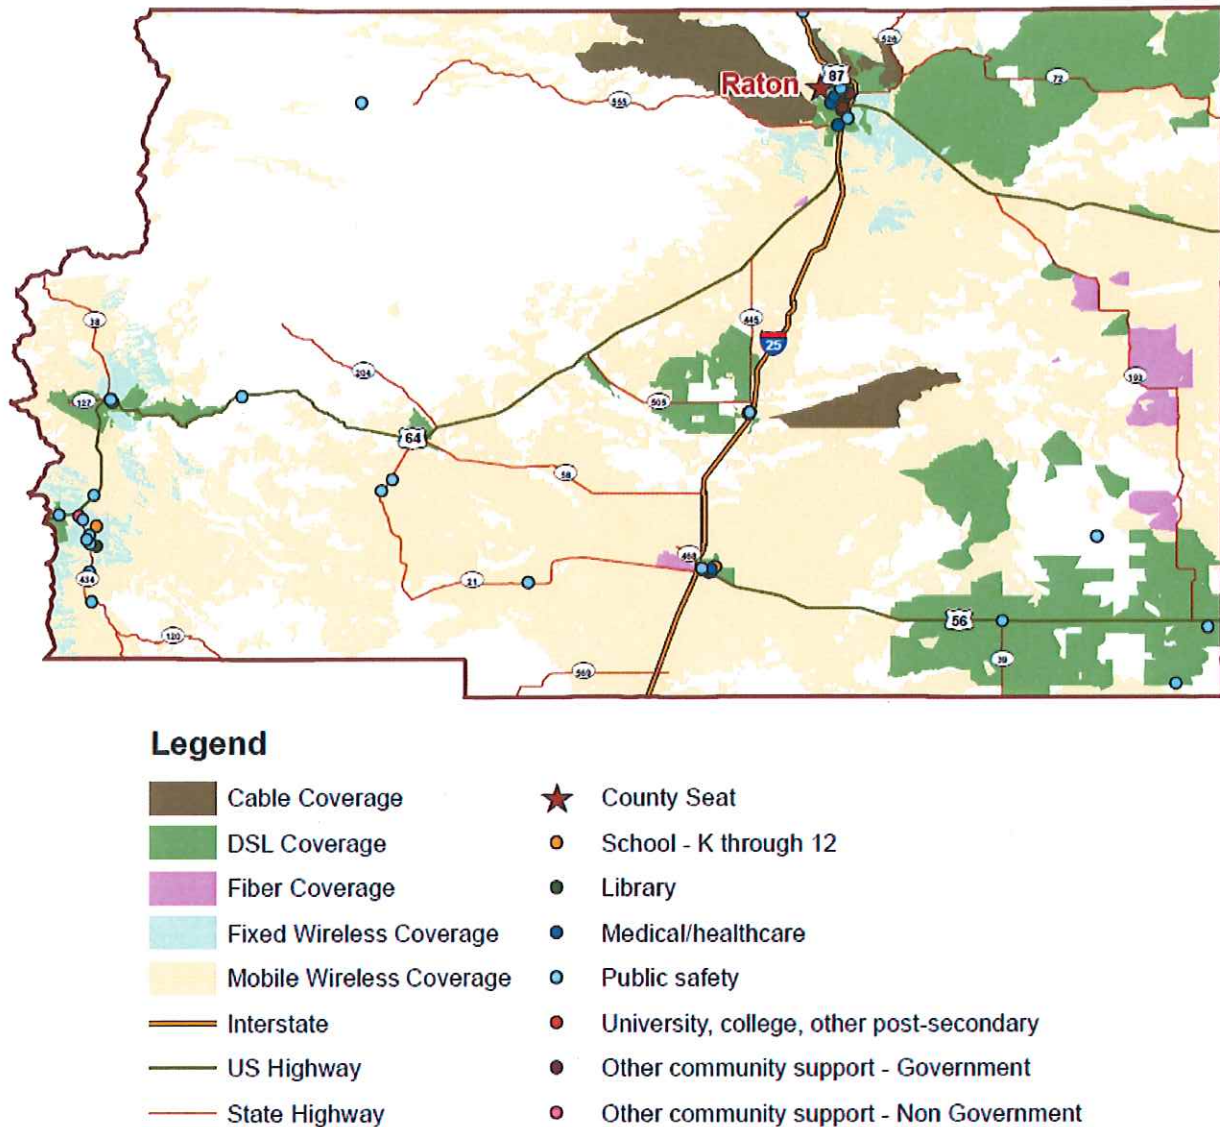 526
87
72
Raton
555
38
445
25
204
193
127
505
64
58
468
434
21
56
120
39
569
Legend
Cable Coverage
DSL Coverage
Fiber Coverage
Fixed Wireless Coverage
Mobile Wireless Coverage
Interstate
US Highway
State Highway
County Seat
School - K through 12
Library
Medical/healthcare
Public safety
University, college, other post-secondary
Other community support - Government
Other community support - Non Government